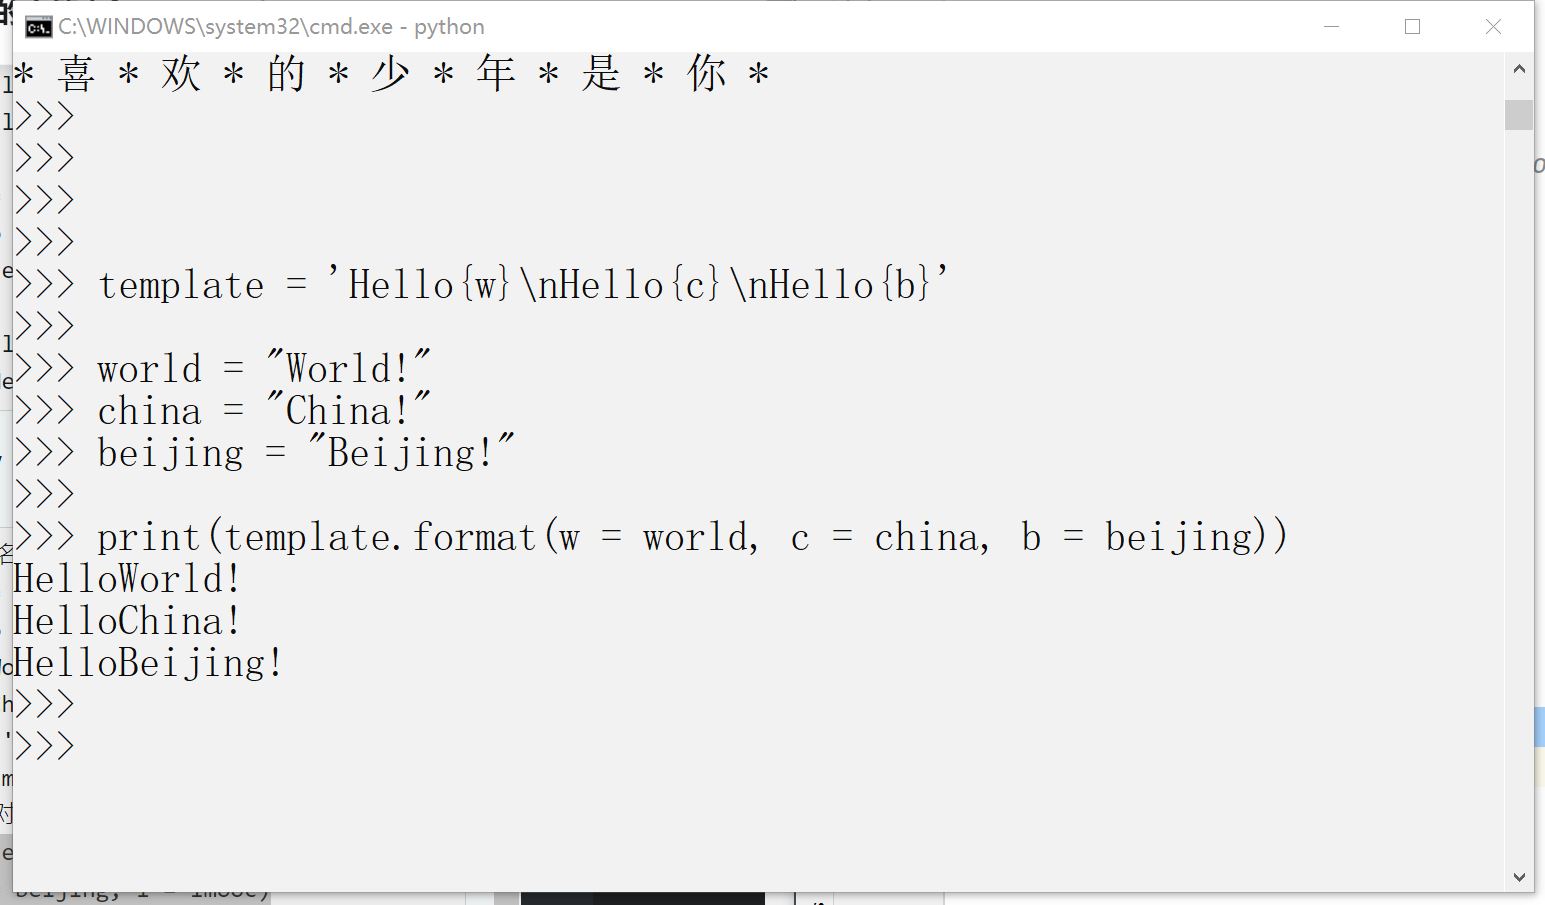 C:\WINDOWS\system32\cmd.exe - python
* 喜 * 欢 * 的 * 少 * 年 * 是 * 你 *
>>>
>>>
>>>
>>>
>>> template = 'Hello{w}\nHello{c}\nHello{b}'
>>>
>>> world = "World!"
>>> china = "China!"
>>> beijing = "Beijing!"
>>>
>>> print(template.format(w = world, c = china, b = beijing))
HelloWorld!
HelloChina!
HelloBeijing!
>>>
>>>